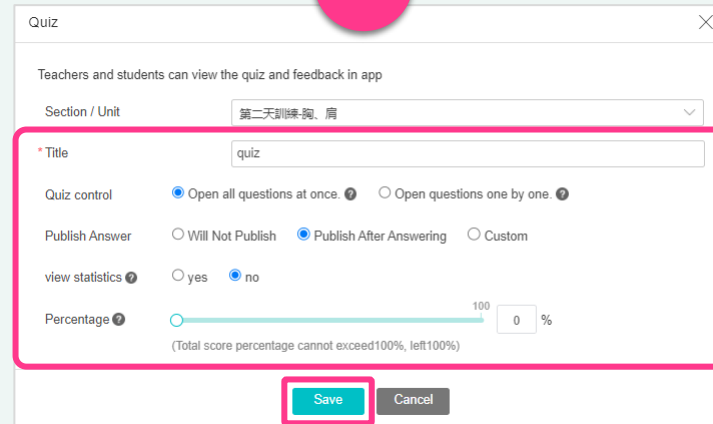 Quiz
Teachers and students can view the quiz and feedback in app
Section / Unit 第二天訓練-胸、肩
* Title quiz
Quiz control Open all questions at once. ? Open questions one by one. ?
Publish Answer Will Not Publish Publish After Answering Custom
view statistics ? yes no
Percentage ? 100 0 %
(Total score percentage cannot exceed100%, left100%)
Save Cancel